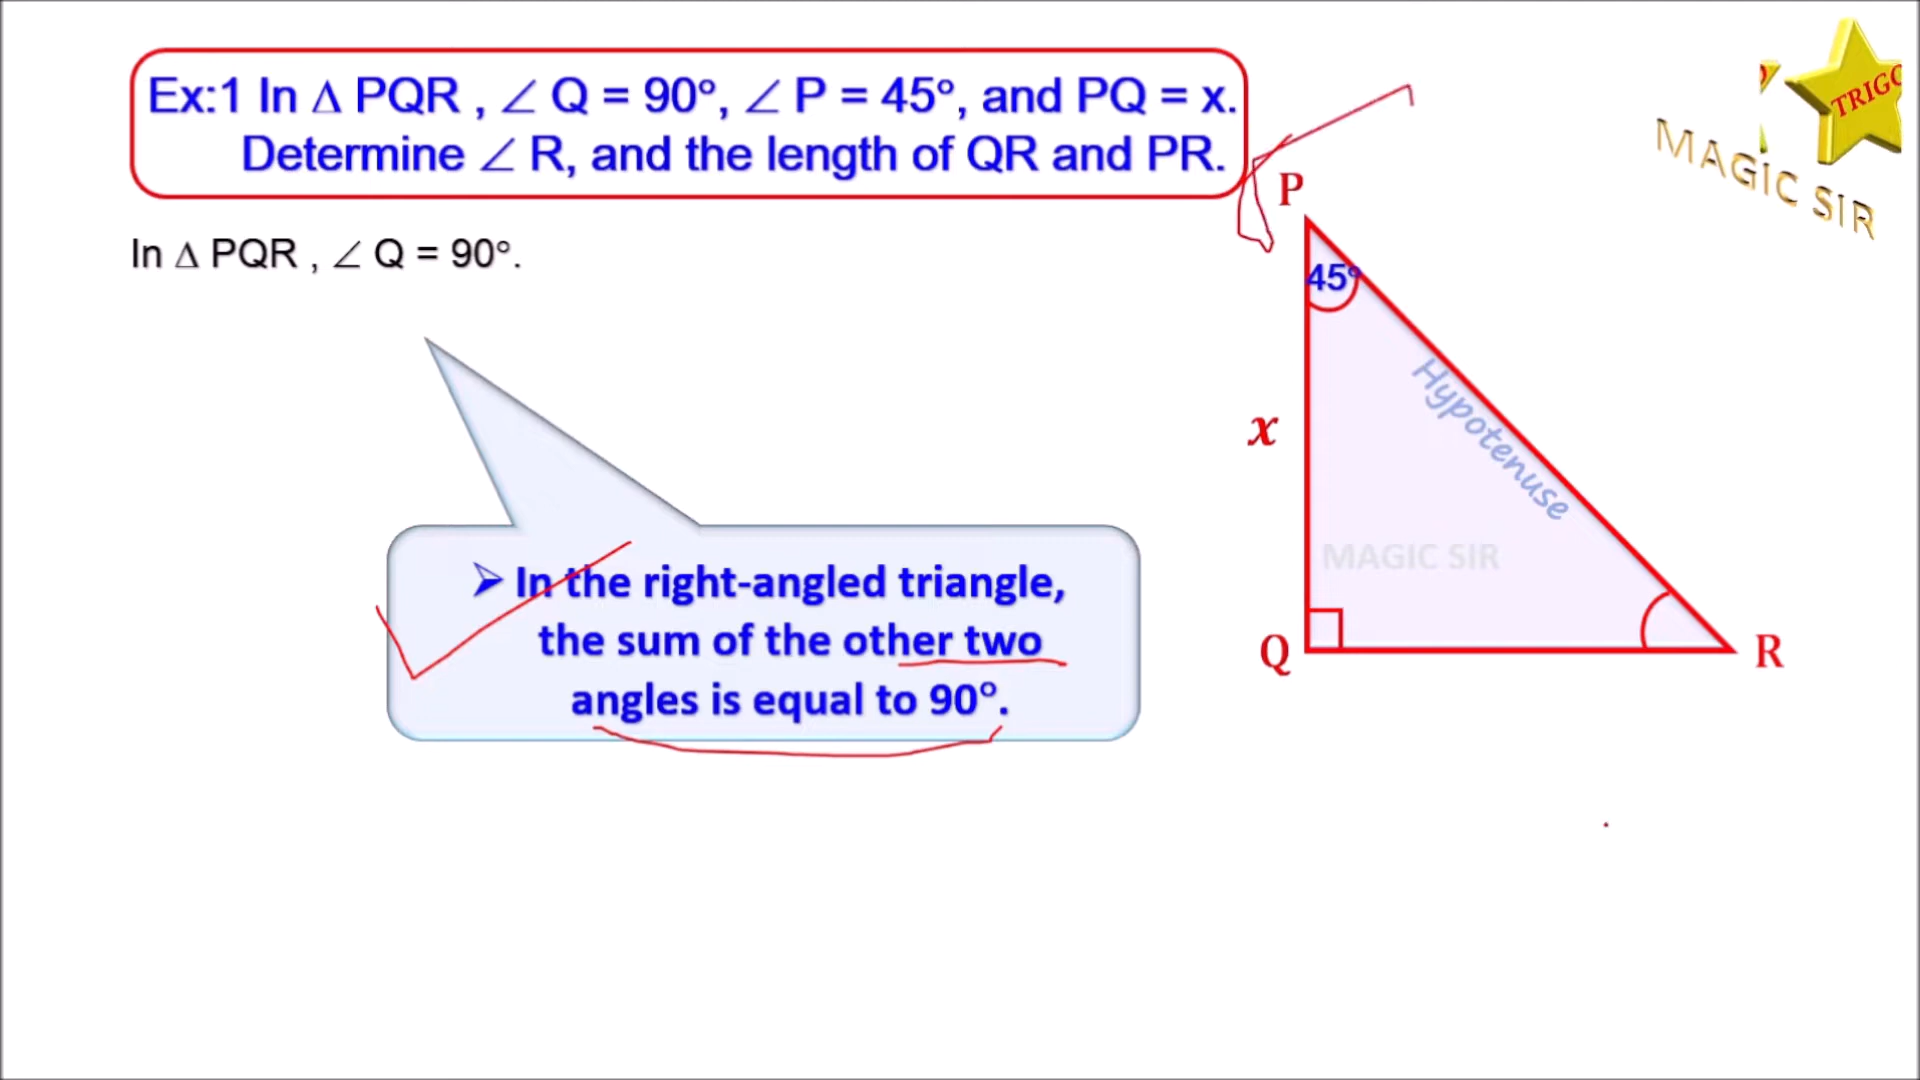 Ex:1 In Δ PQR , ∠ Q = 90°, ∠ P = 45°, and PQ = x.
Determine ∠ R, and the length of QR and PR.
TRIGO
MAGIC SIR
P
In Δ PQR , ∠ Q = 90°.
45°
Hypotenuse
x
MAGIC SIR
➢ In the right-angled triangle,
the sum of the other two
angles is equal to 90°.
Q
R